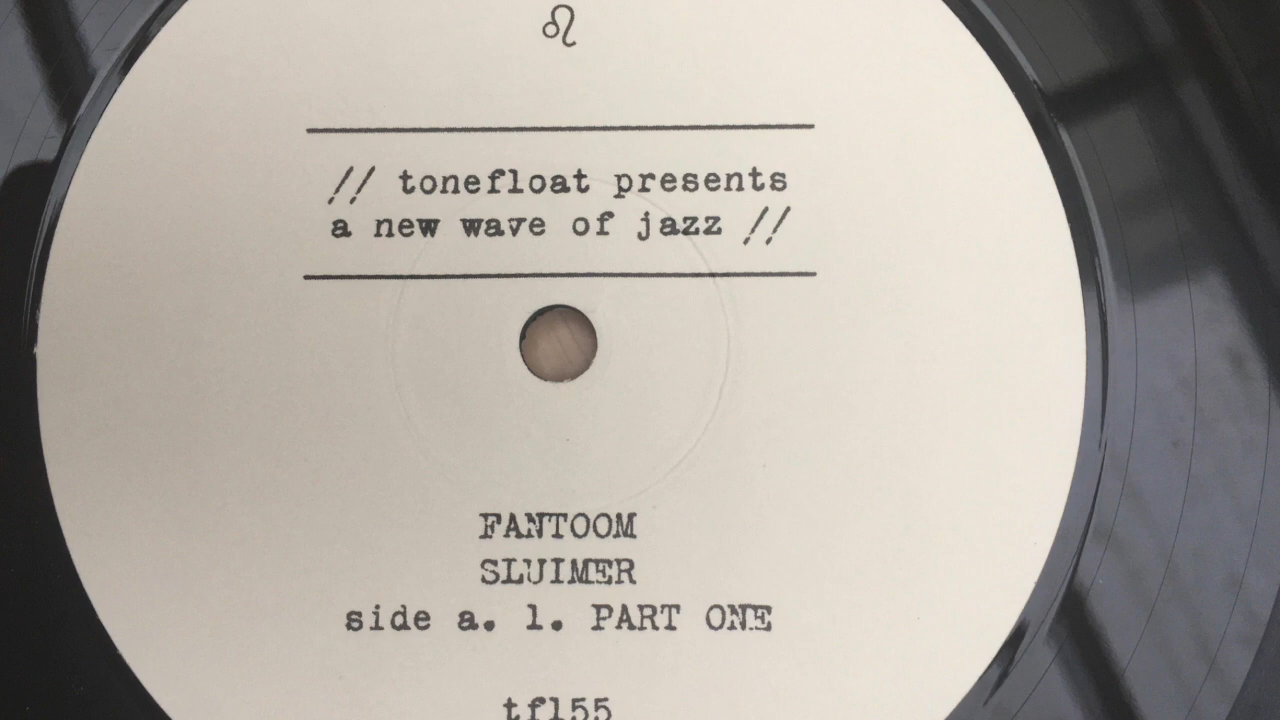 ♌
// tonefloat presents
a new wave of jazz //
FANTOOM
SLUIMER
side a. 1. PART ONE
tf155